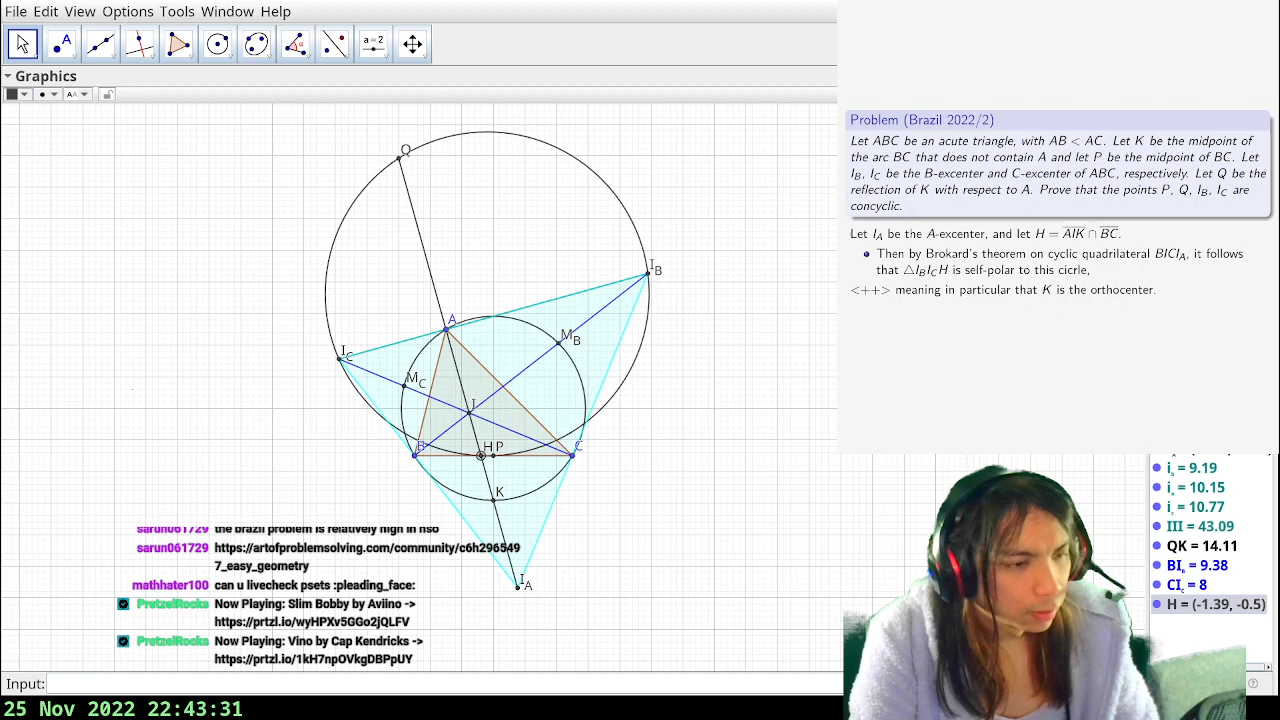 File Edit View Options Tools Window Help
A
a = 2
Graphics
AA
Problem (Brazil 2022/2)
Let ABC be an acute triangle, with AB < AC. Let K be the midpoint of
the arc BC that does not contain A and let P be the midpoint of BC. Let
I_B, I_C be the B-excenter and C-excenter of ABC, respectively. Let Q be the
reflection of K with respect to A. Prove that the points P, Q, I_B, I_C are
concyclic.
Let I_A be the A-excenter, and let H = AIK ∩ BC.
• Then by Brokard's theorem on cyclic quadrilateral BICI_A, it follows
that △I_BI_CH is self-polar to this cicrle,
<++> meaning in particular that K is the orthocenter.
Q
I_B
A
M_B
I_C
M_C
I
B
H P
C
K
I_A
sarun061729 the brazil problem is relatively high in hso
sarun061729 https://artofproblemsolving.com/community/c6h296549
7_easy_geometry
mathhater100 can u livecheck psets :pleading_face:
PretzelRocks Now Playing: Slim Bobby by Aviino ->
https://prtzl.io/wyHPXv5GGo2jQLFV
PretzelRocks Now Playing: Vino by Cap Kendricks ->
https://prtzl.io/1kH7npOVkgDBPpUY
= 9.19
= 10.15
= 10.77
III = 43.09
QK = 14.11
= 9.38
= 8
H = (-1.39, -0.5)
Input:
25 Nov 2022 22:43:31